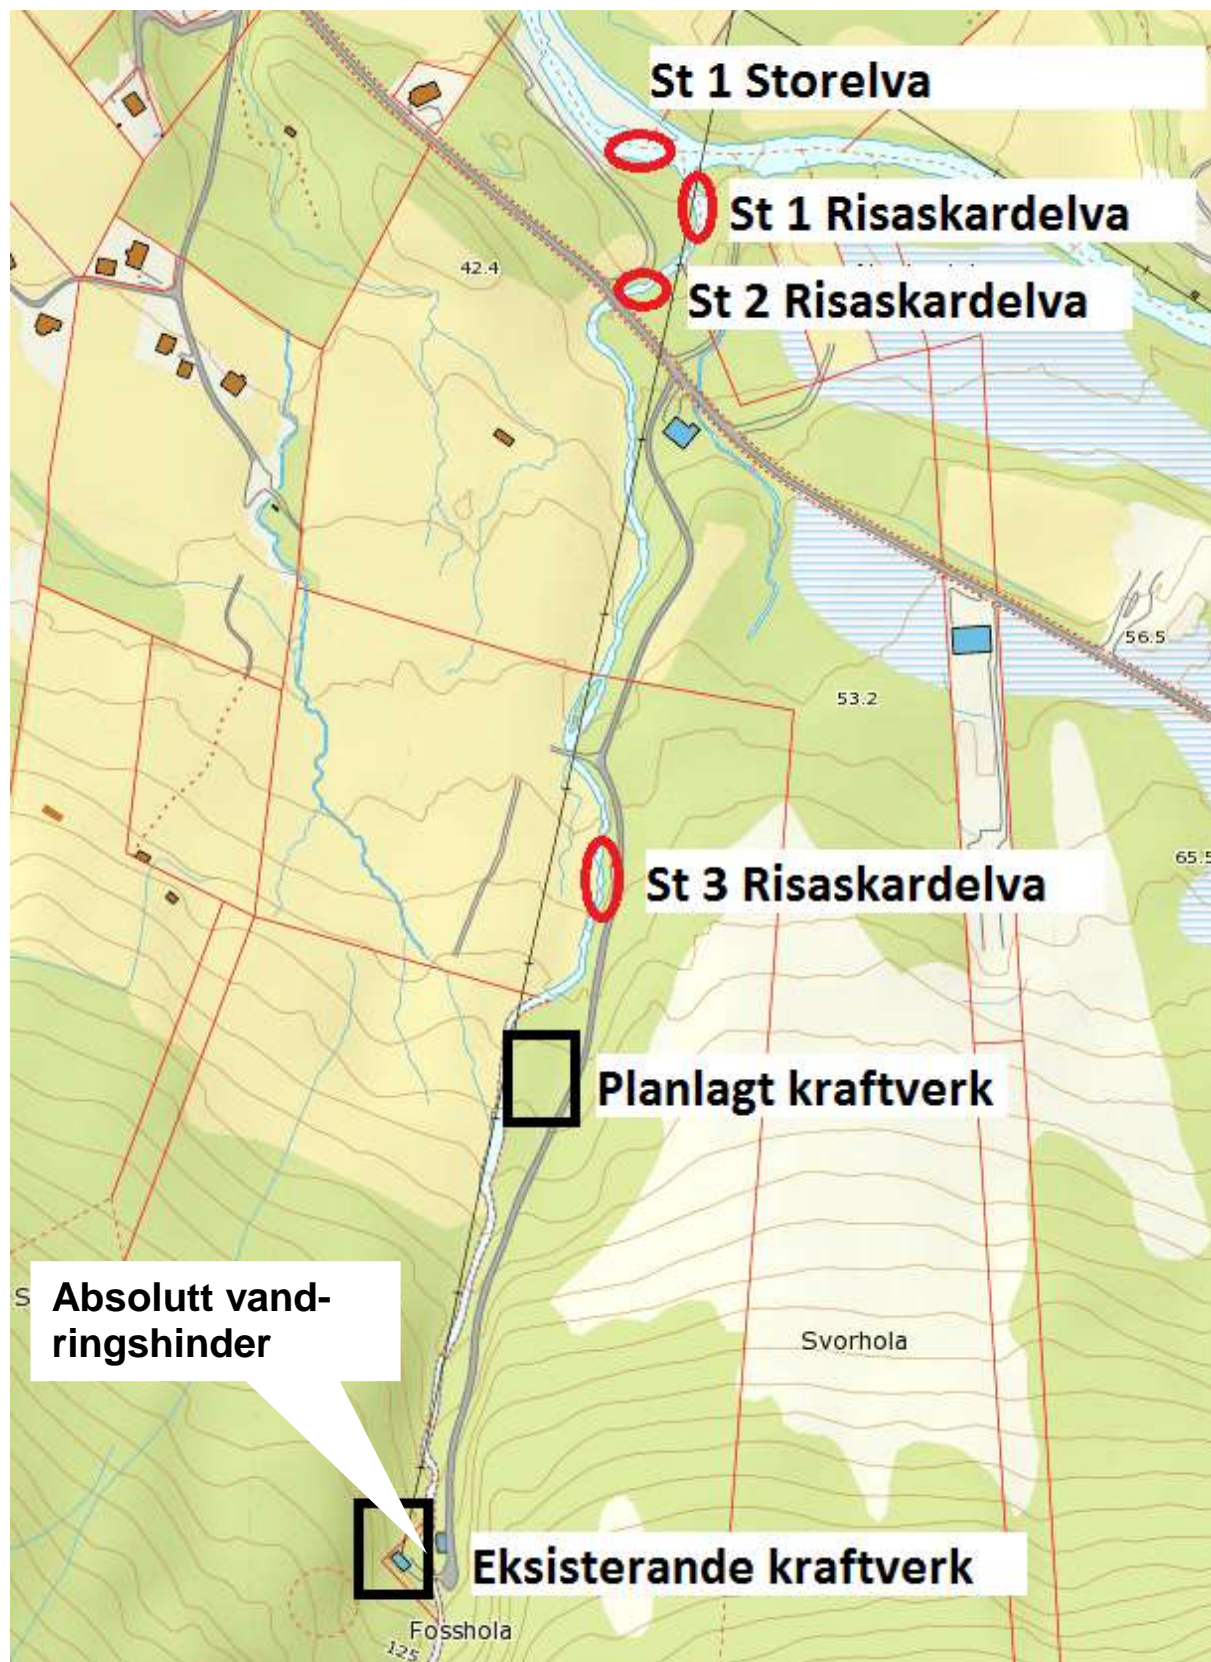 St 1 Storelva
St 1 Risaskardelva
42.4
St 2 Risaskardelva
56.5
53.2
65.5
St 3 Risaskardelva
Planlagt kraftverk
S
Absolutt vand-
ringshinder
Svorhola
Eksisterande kraftverk
Fosshola
125